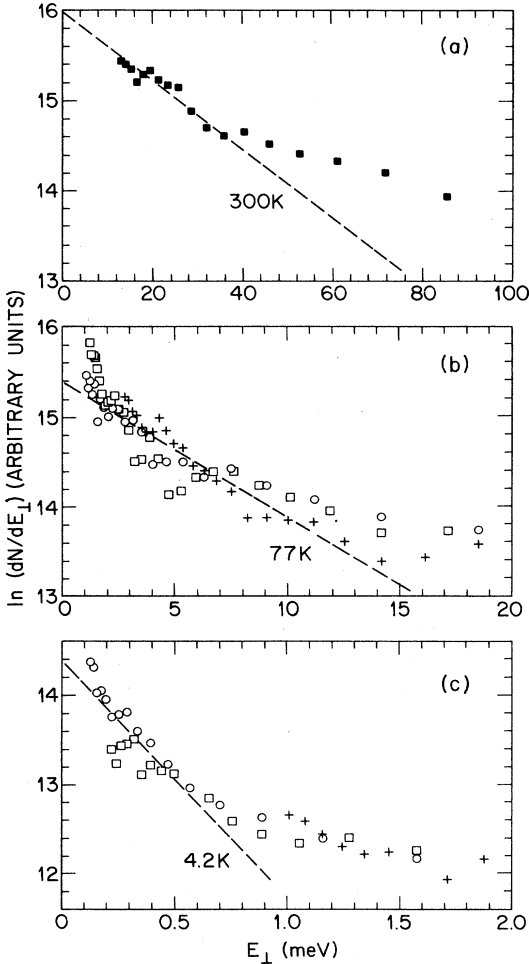 16
(a)
15
14
300K
13
0 20 40 60 80 100
16
(b)
15
14
77K
13
0 5 10 15 20
(c)
14
13
12
4.2K
0 0.5 1.0 1.5 2.0
E⊥ (meV)
ln (dN/dE⊥) (ARBITRARY UNITS)